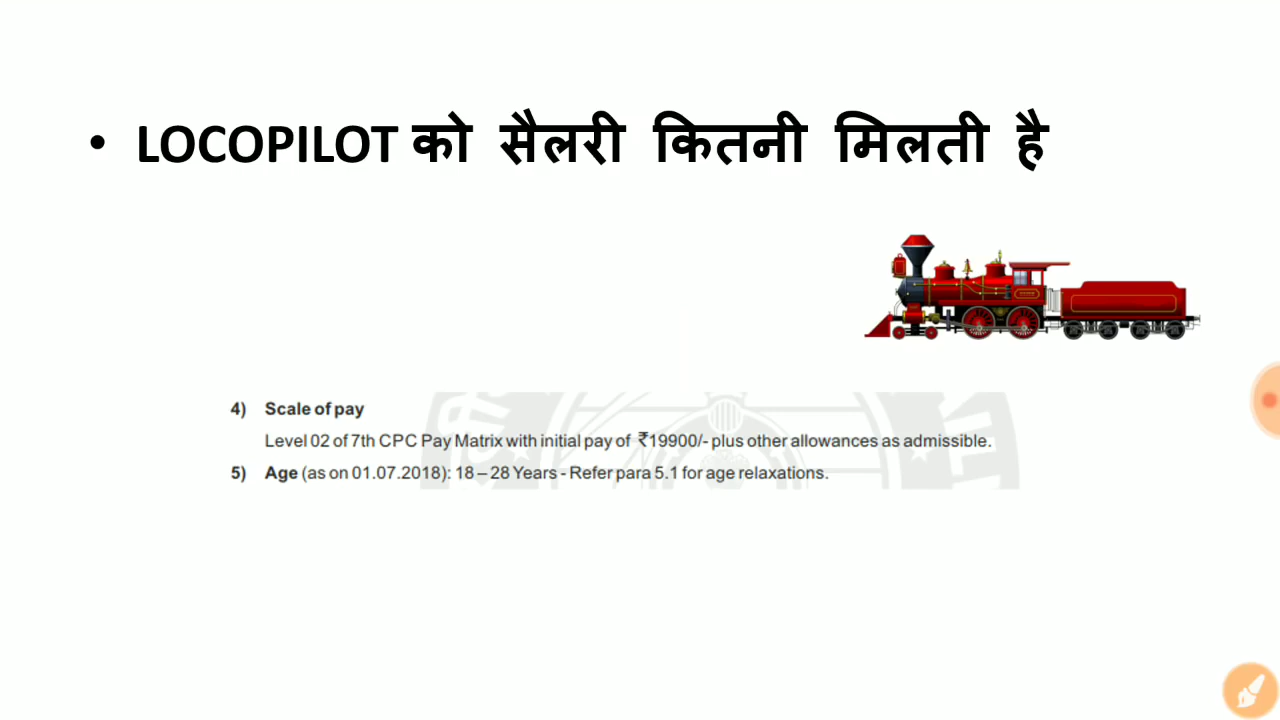 • LOCOPILOT को सैलरी कितनी मिलती है
4) Scale of pay
Level 02 of 7th CPC Pay Matrix with initial pay of ₹19900/- plus other allowances as admissible.
5) Age (as on 01.07.2018): 18 – 28 Years - Refer para 5.1 for age relaxations.